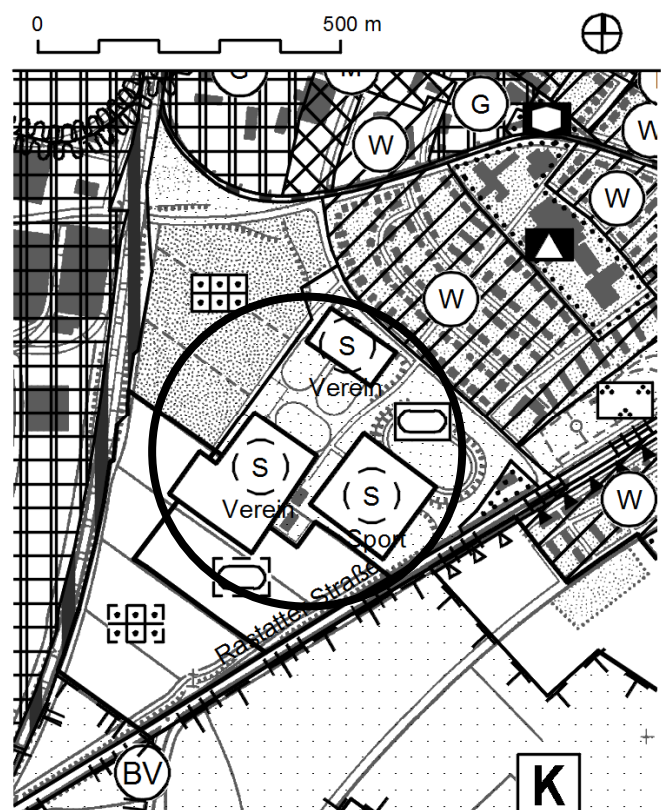 0 500 m
G M
G
W W
W
W
S
Verein
S
S
W
Verein
Sport
Rastatter Straße
BV
K